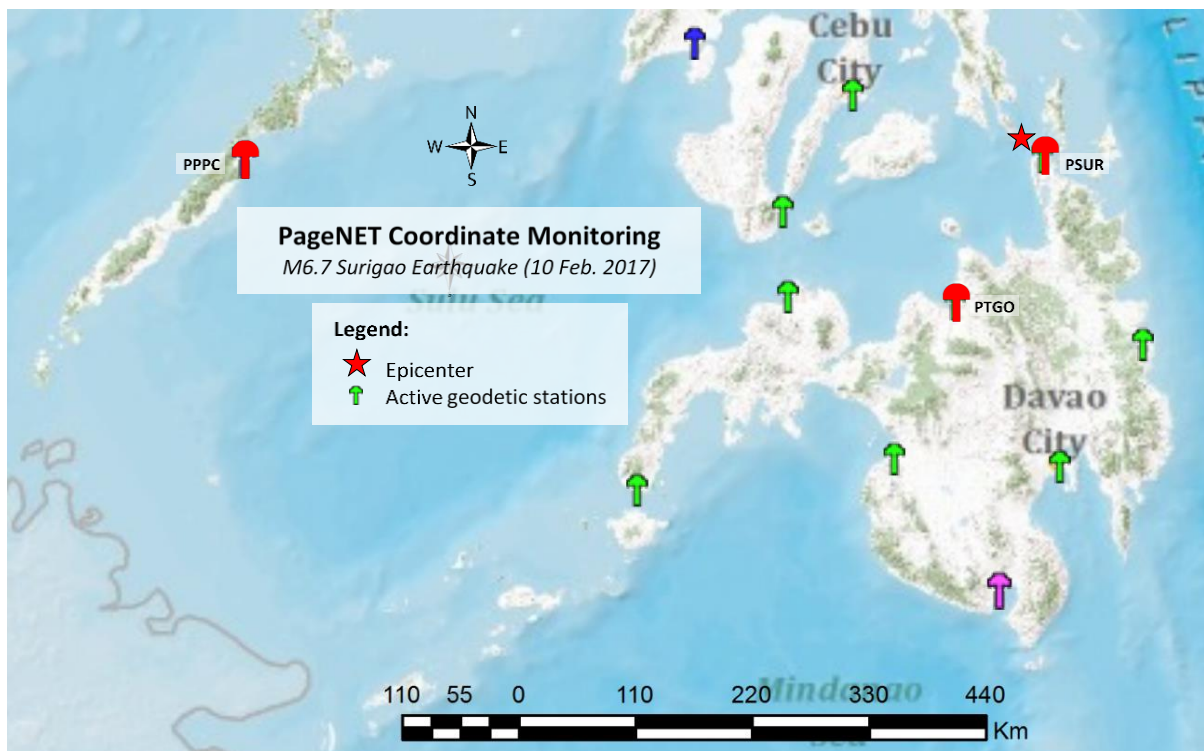 Cebu
City
N
W E
S
PPPC
PSUR
PageNET Coordinate Monitoring
M6.7 Surigao Earthquake (10 Feb. 2017)
Sulu Sea
PTGO
Legend:
Epicenter
Active geodetic stations
Davao
City
Mindanao
110 55 0 110 220 330 440
Km
Sea